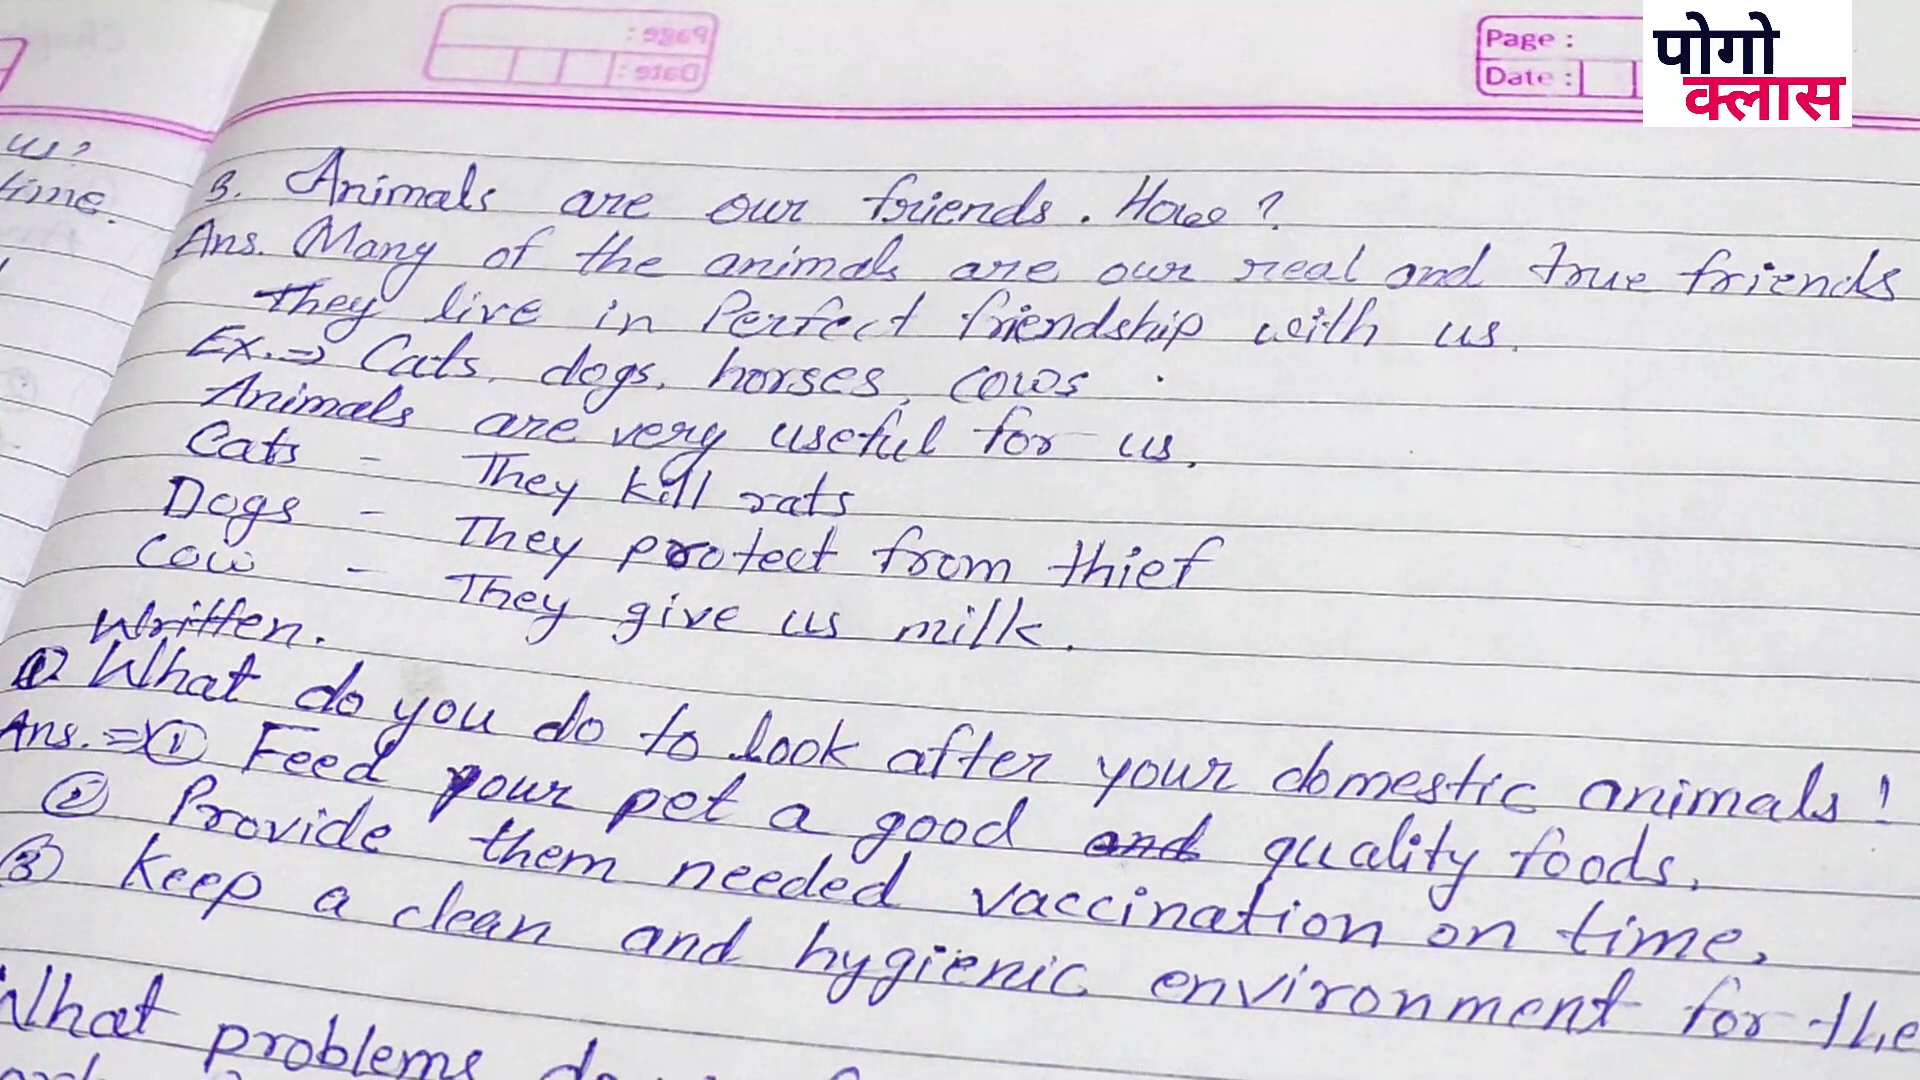 Page :
Date :
पोगो
क्लास
us?
time.
3. Animals are our friends. How ?
Ans. Many of the animals are our real and true friends
They live in Perfect friendship with us.
Ex. ⇒ Cats, dogs, horses, cows .
Animals are very useful for us.
Cats - They kill rats
Dogs - They protect from thief
Cow - They give us milk.
Written.
① What do you do to look after your domestic animals !
Ans. ⇒ ① Feed your pet a good and quality foods.
② Provide them needed vaccination on time.
③ Keep a clean and hygienic environment for the
What problems